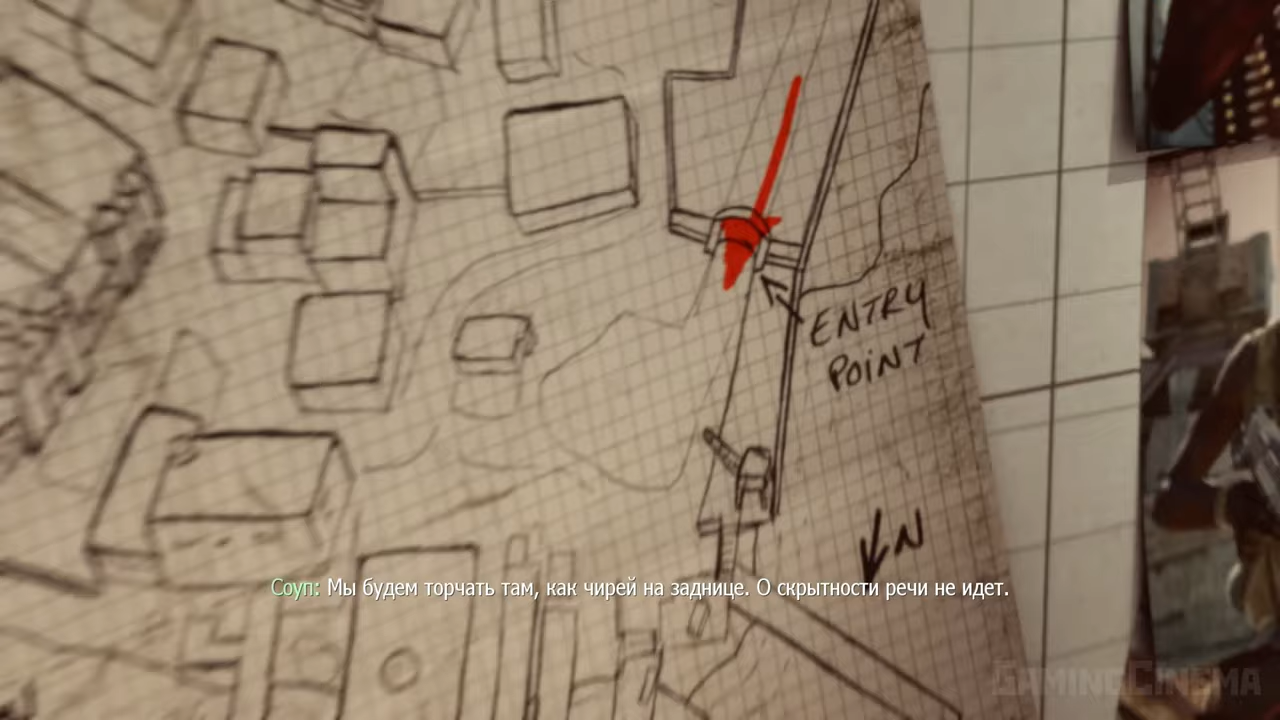 ENTRY
POINT
N
Соуп: Мы будем торчать там, как чирей на заднице. О скрытности речи не идет.
GAMINGCINEMA